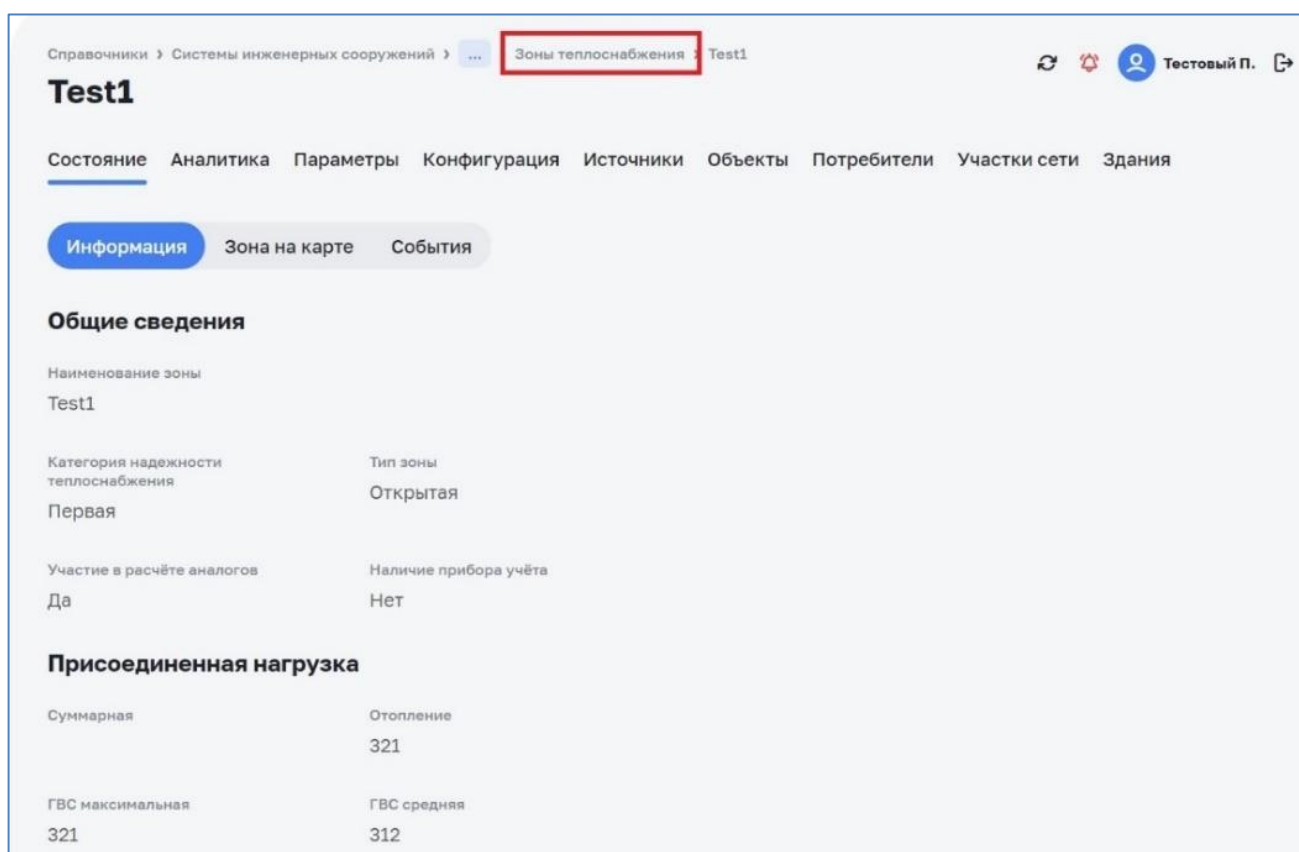 Справочники > Системы инженерных сооружений > ... Зоны теплоснабжения > Test1
Тестовый П.
Test1
Состояние Аналитика Параметры Конфигурация Источники Объекты Потребители Участки сети Здания
Информация Зона на карте События
Общие сведения
Наименование зоны
Test1
Категория надежности
теплоснабжения
Первая
Тип зоны
Открытая
Участие в расчёте аналогов
Да
Наличие прибора учёта
Нет
Присоединенная нагрузка
Суммарная
Отопление
321
ГВС максимальная
321
ГВС средняя
312